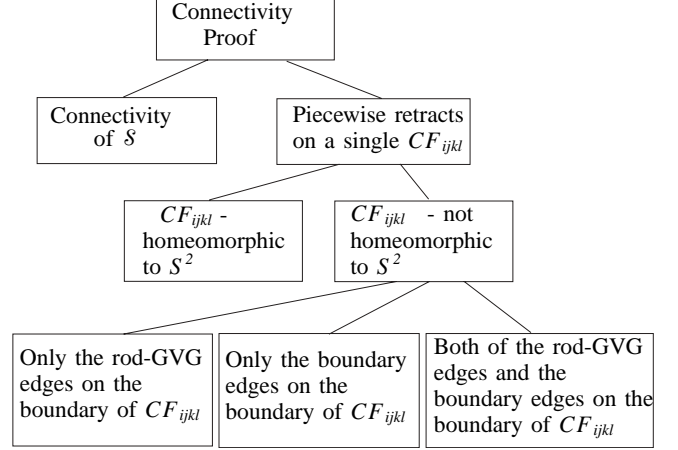 Connectivity
Proof
Connectivity
of 𝒮
Piecewise retracts
on a single CF_ijkl
CF_ijkl -
homeomorphic
to S^2
CF_ijkl - not
homeomorphic
to S^2
Only the rod-GVG
edges on the
boundary of CF_ijkl
Only the boundary
edges on the
boundary of CF_ijkl
Both of the rod-GVG
edges and the
boundary edges on the
boundary of CF_ijkl